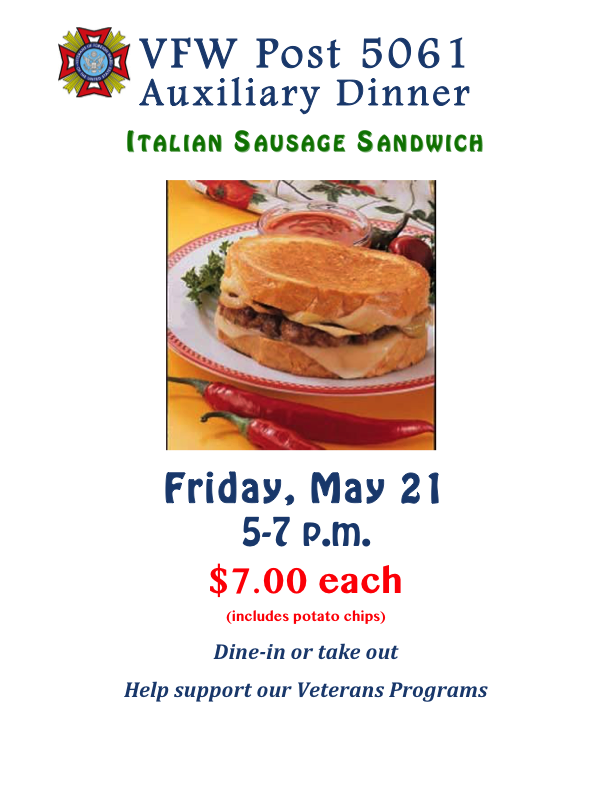 VFW Post 5061
Auxiliary Dinner
Italian Sausage Sandwich
Friday, May 21
5-7 p.m.
$7.00 each
(includes potato chips)
Dine-in or take out
Help support our Veterans Programs